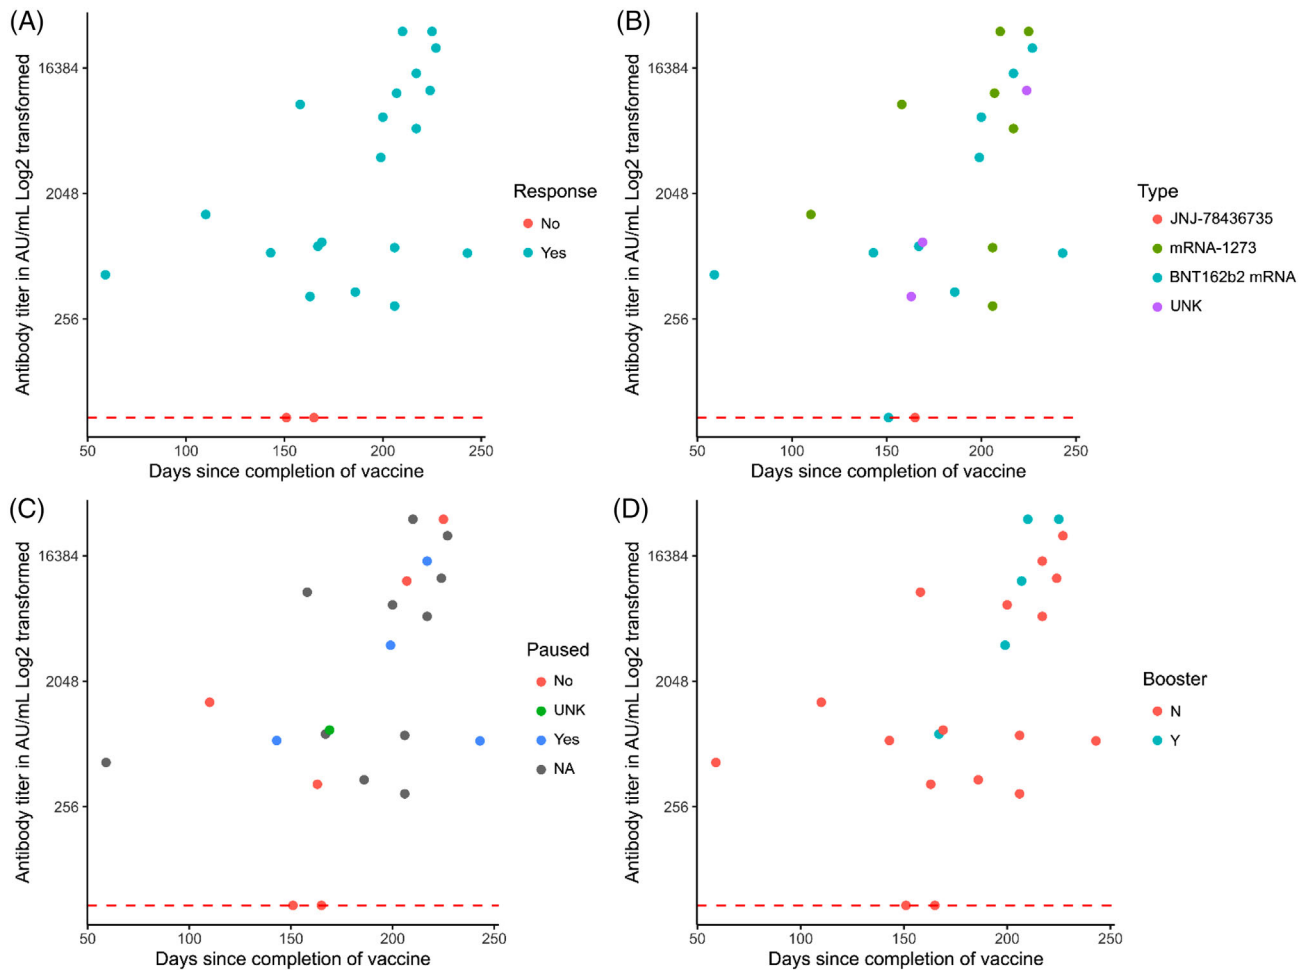 (A)
Antibody titer in AU/mL Log2 transformed
16384
2048
256
50 100 150 200 250
Days since completion of vaccine
Response
No
Yes
(B)
Antibody titer in AU/mL Log2 transformed
16384
2048
256
50 100 150 200 250
Days since completion of vaccine
Type
JNJ-78436735
mRNA-1273
BNT162b2 mRNA
UNK
(C)
Antibody titer in AU/mL Log2 transformed
16384
2048
256
50 100 150 200 250
Days since completion of vaccine
Paused
No
UNK
Yes
NA
(D)
Antibody titer in AU/mL Log2 transformed
16384
2048
256
50 100 150 200 250
Days since completion of vaccine
Booster
N
Y